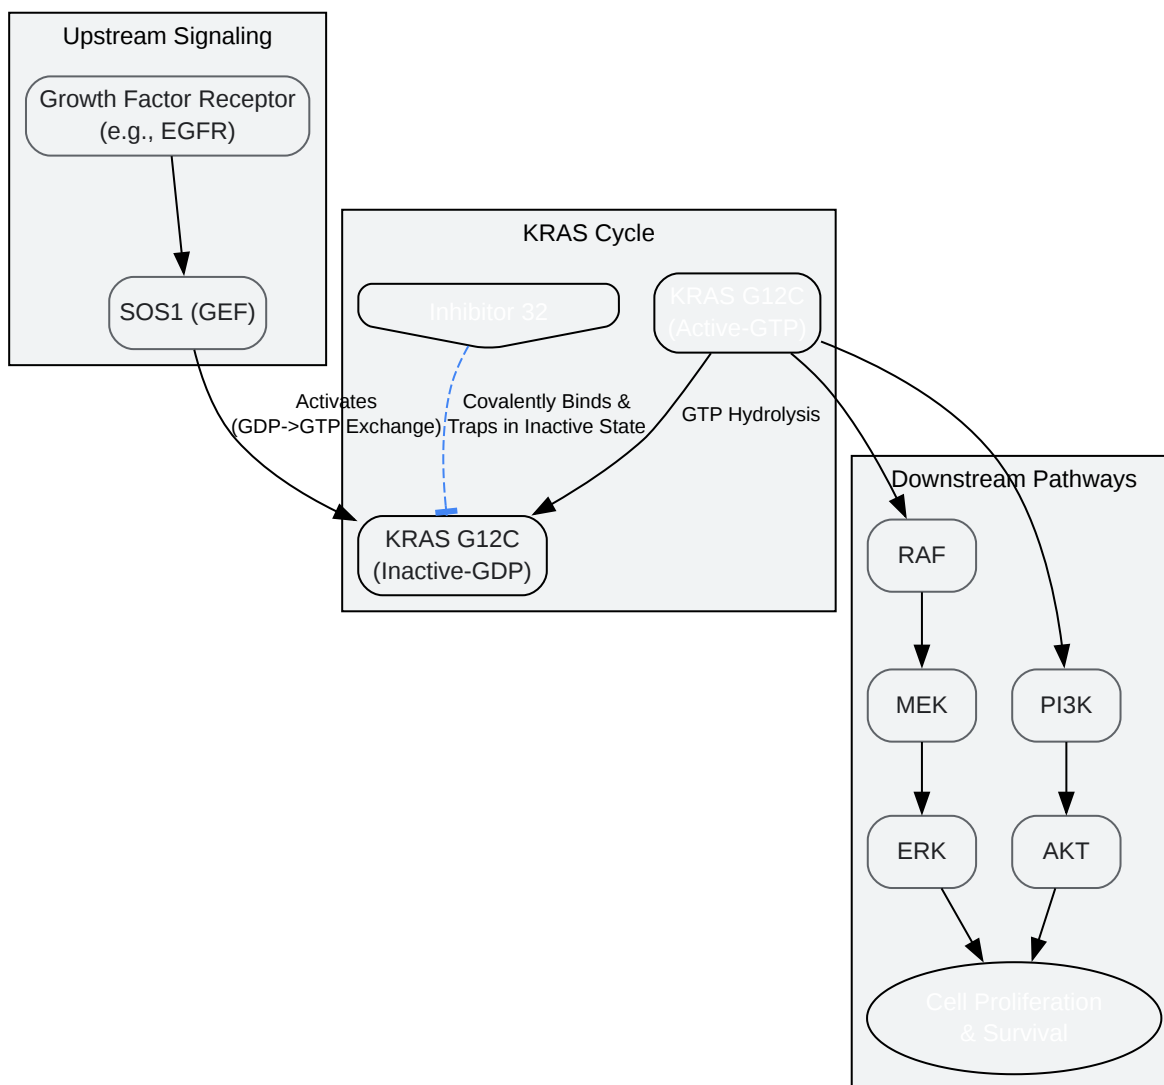 Upstream Signaling
Growth Factor Receptor
(e.g., EGFR)
SOS1 (GEF)
KRAS Cycle
Inhibitor 32
KRAS G12C
(Active-GTP)
Activates
(GDP->GTP Exchange)
Covalently Binds &
Traps in Inactive State
GTP Hydrolysis
KRAS G12C
(Inactive-GDP)
Downstream Pathways
RAF
MEK
PI3K
ERK
AKT
Cell Proliferation
& Survival